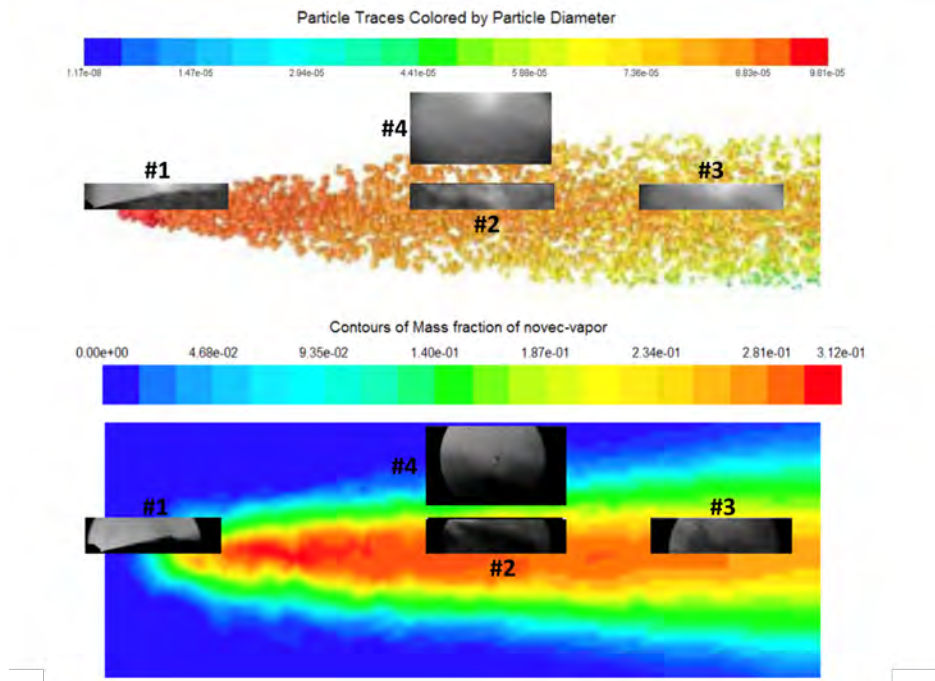 Particle Traces Colored by Particle Diameter
1.17e-08 1.47e-05 2.94e-05 4.41e-05 5.88e-05 7.36e-05 8.83e-05 9.81e-05
#4
#1
#3
#2
Contours of Mass fraction of novec-vapor
0.00e+00 4.68e-02 9.35e-02 1.40e-01 1.87e-01 2.34e-01 2.81e-01 3.12e-01
#4
#1
#3
#2